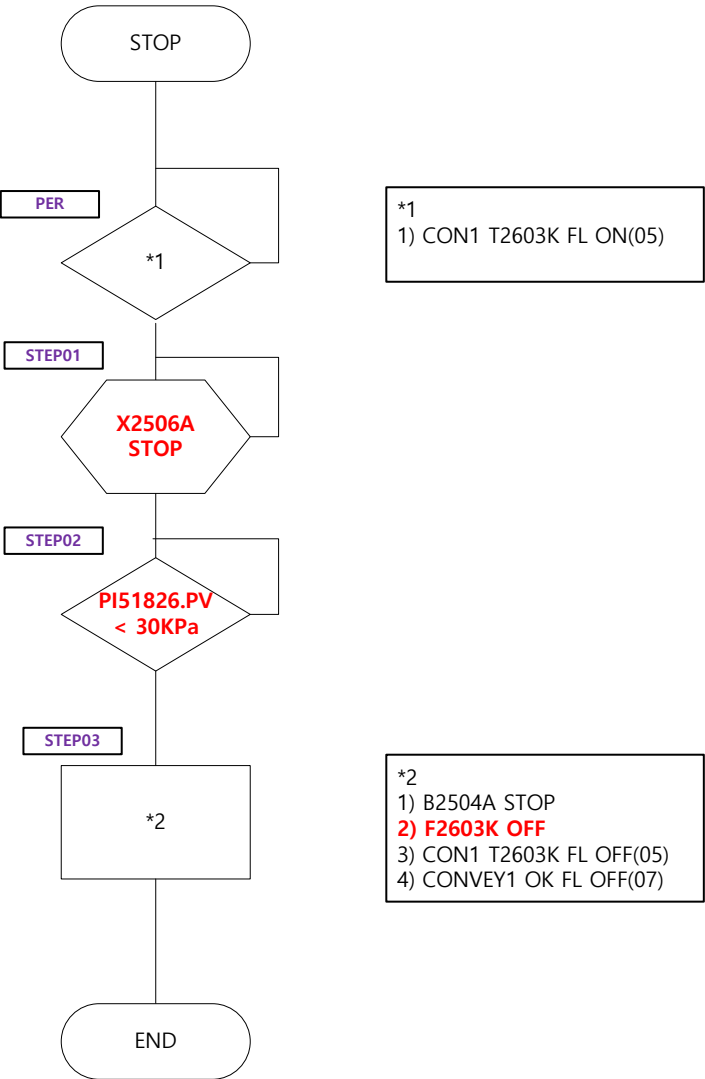 STOP
PER
*1
*1
1) CON1 T2603K FL ON(05)
STEP01
X2506A
STOP
STEP02
PI51826.PV
< 30KPa
STEP03
*2
*2
1) B2504A STOP
2) F2603K OFF
3) CON1 T2603K FL OFF(05)
4) CONVEY1 OK FL OFF(07)
END